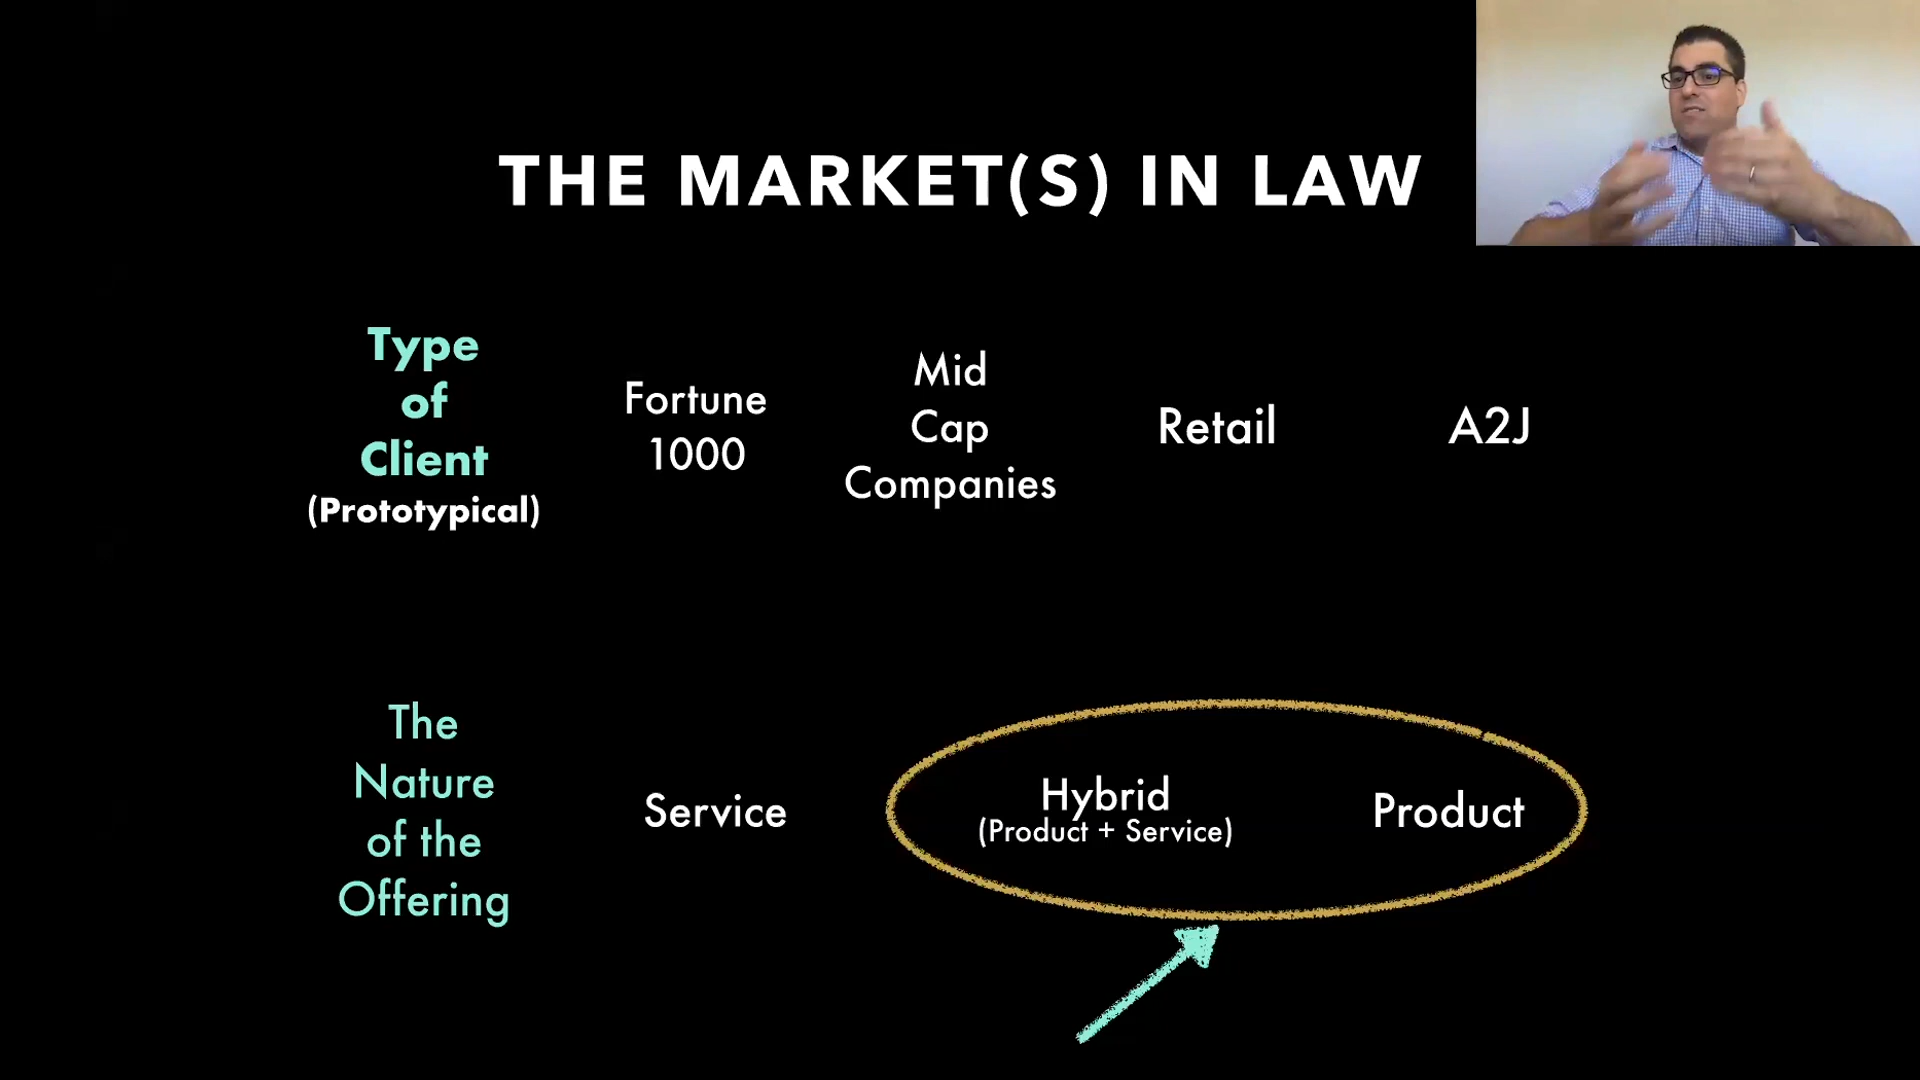 THE MARKET(S) IN LAW
Type
of
Client
(Prototypical)
Fortune
1000
Mid
Cap
Companies
Retail
A2J
The
Nature
of the
Offering
Service
Hybrid
(Product + Service)
Product